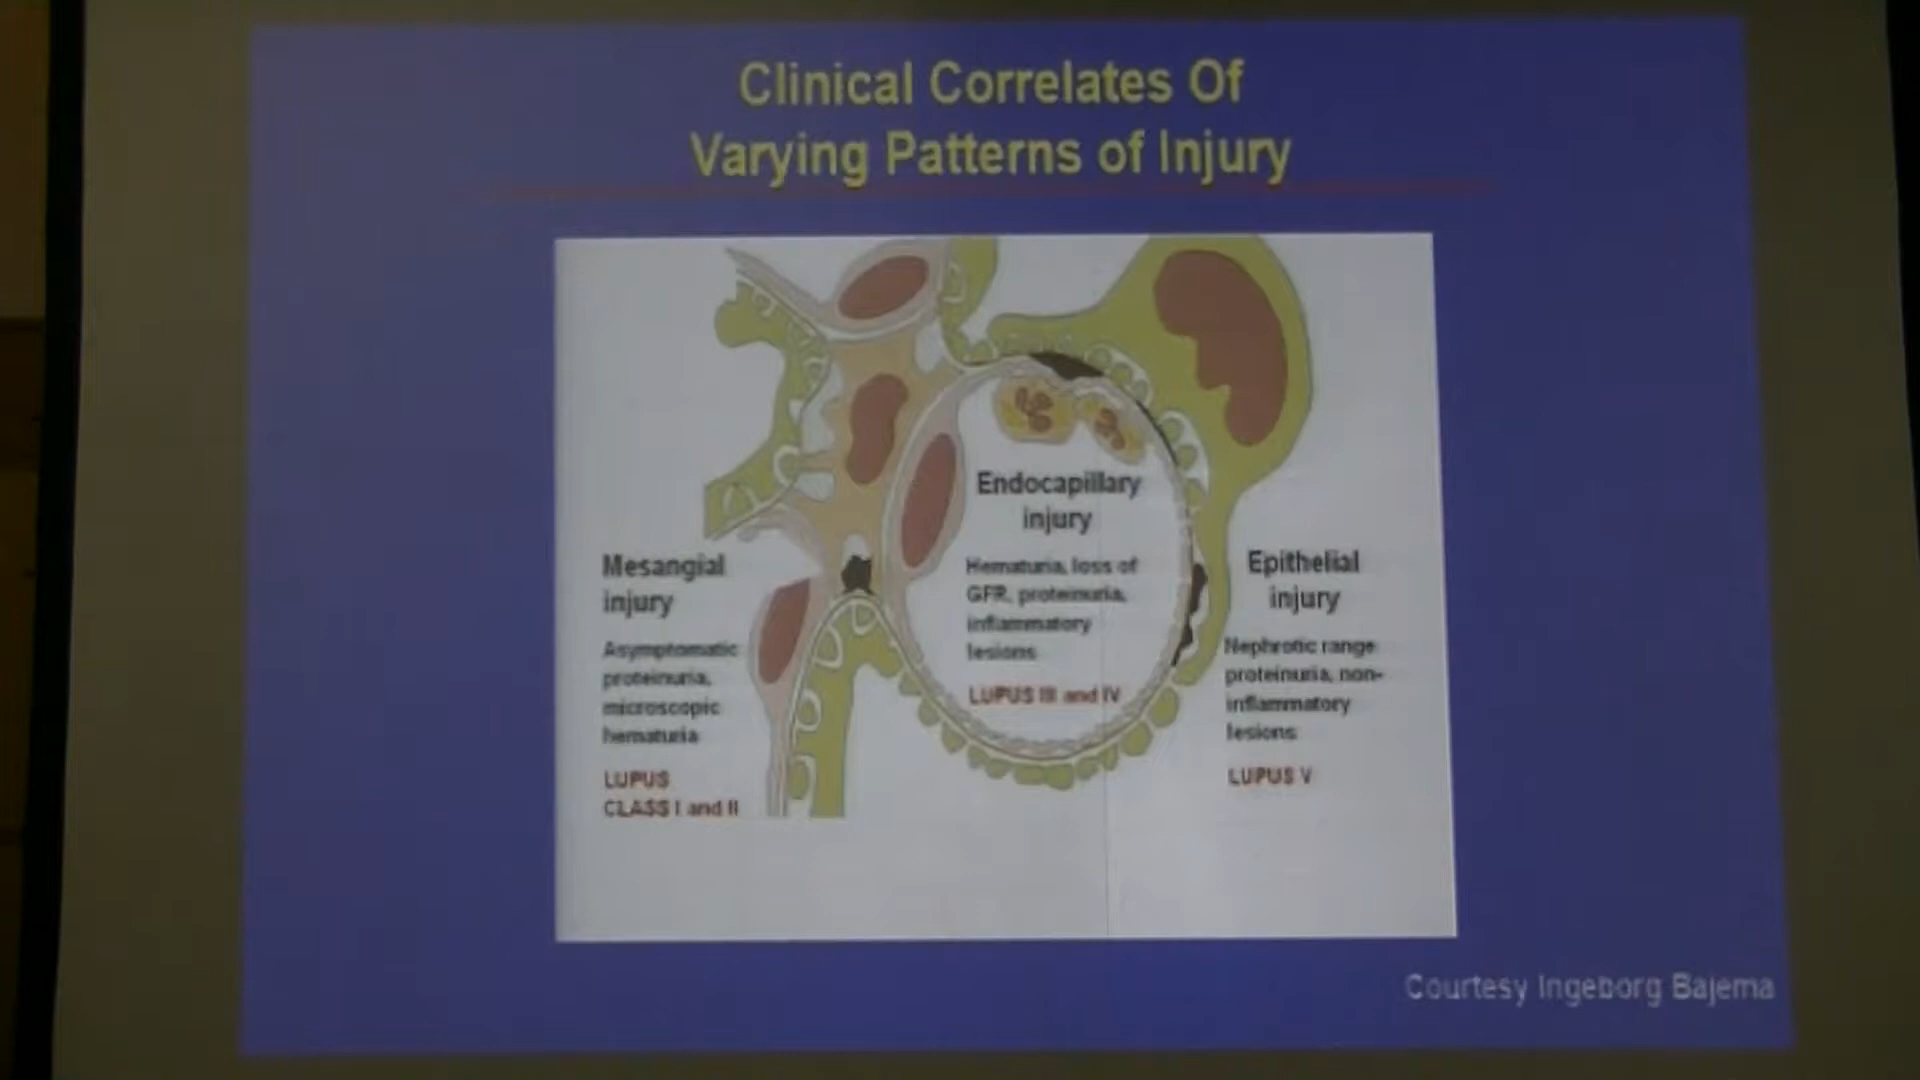 Clinical Correlates Of
Varying Patterns of Injury
Mesangial
injury
Asymptomatic
proteinuria,
microscopic
hematuria
LUPUS
CLASS I and II
Endocapillary
injury
Hematuria, loss of
GFR, proteinuria,
inflammatory
lesions
LUPUS III and IV
Epithelial
injury
Nephrotic range
proteinuria, non-
inflammatory
lesions
LUPUS V
Courtesy Ingeborg Bajema